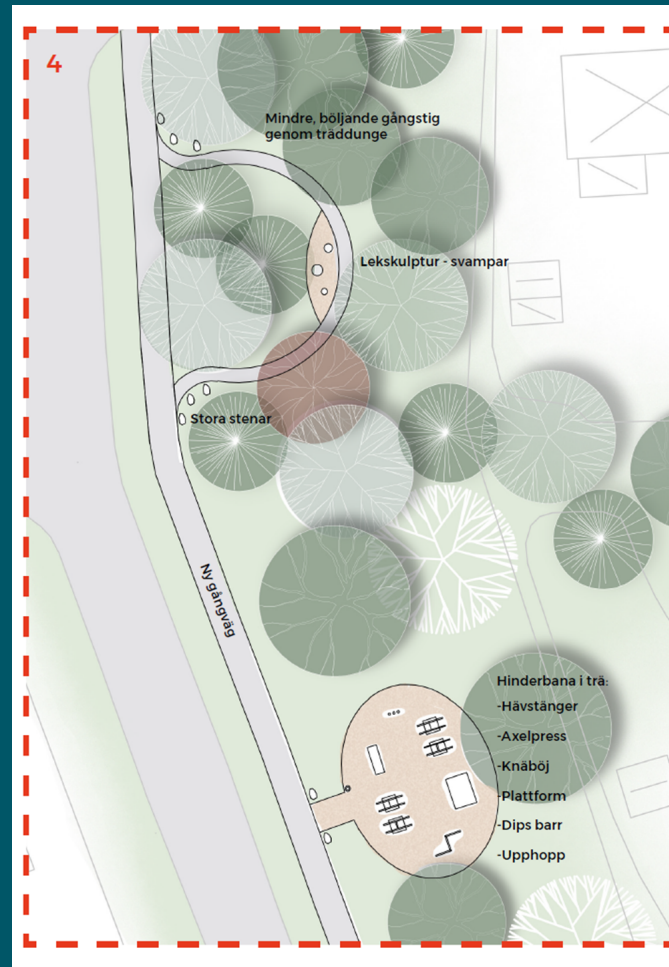 4
Mindre, böljande gångstig
genom träddunge
Lekskulptur - svampar
Stora stenar
Ny gångväg
Hinderbana i trä:
-Hävstänger
-Axelpress
-Knäböj
-Plattform
-Dips barr
-Upphopp